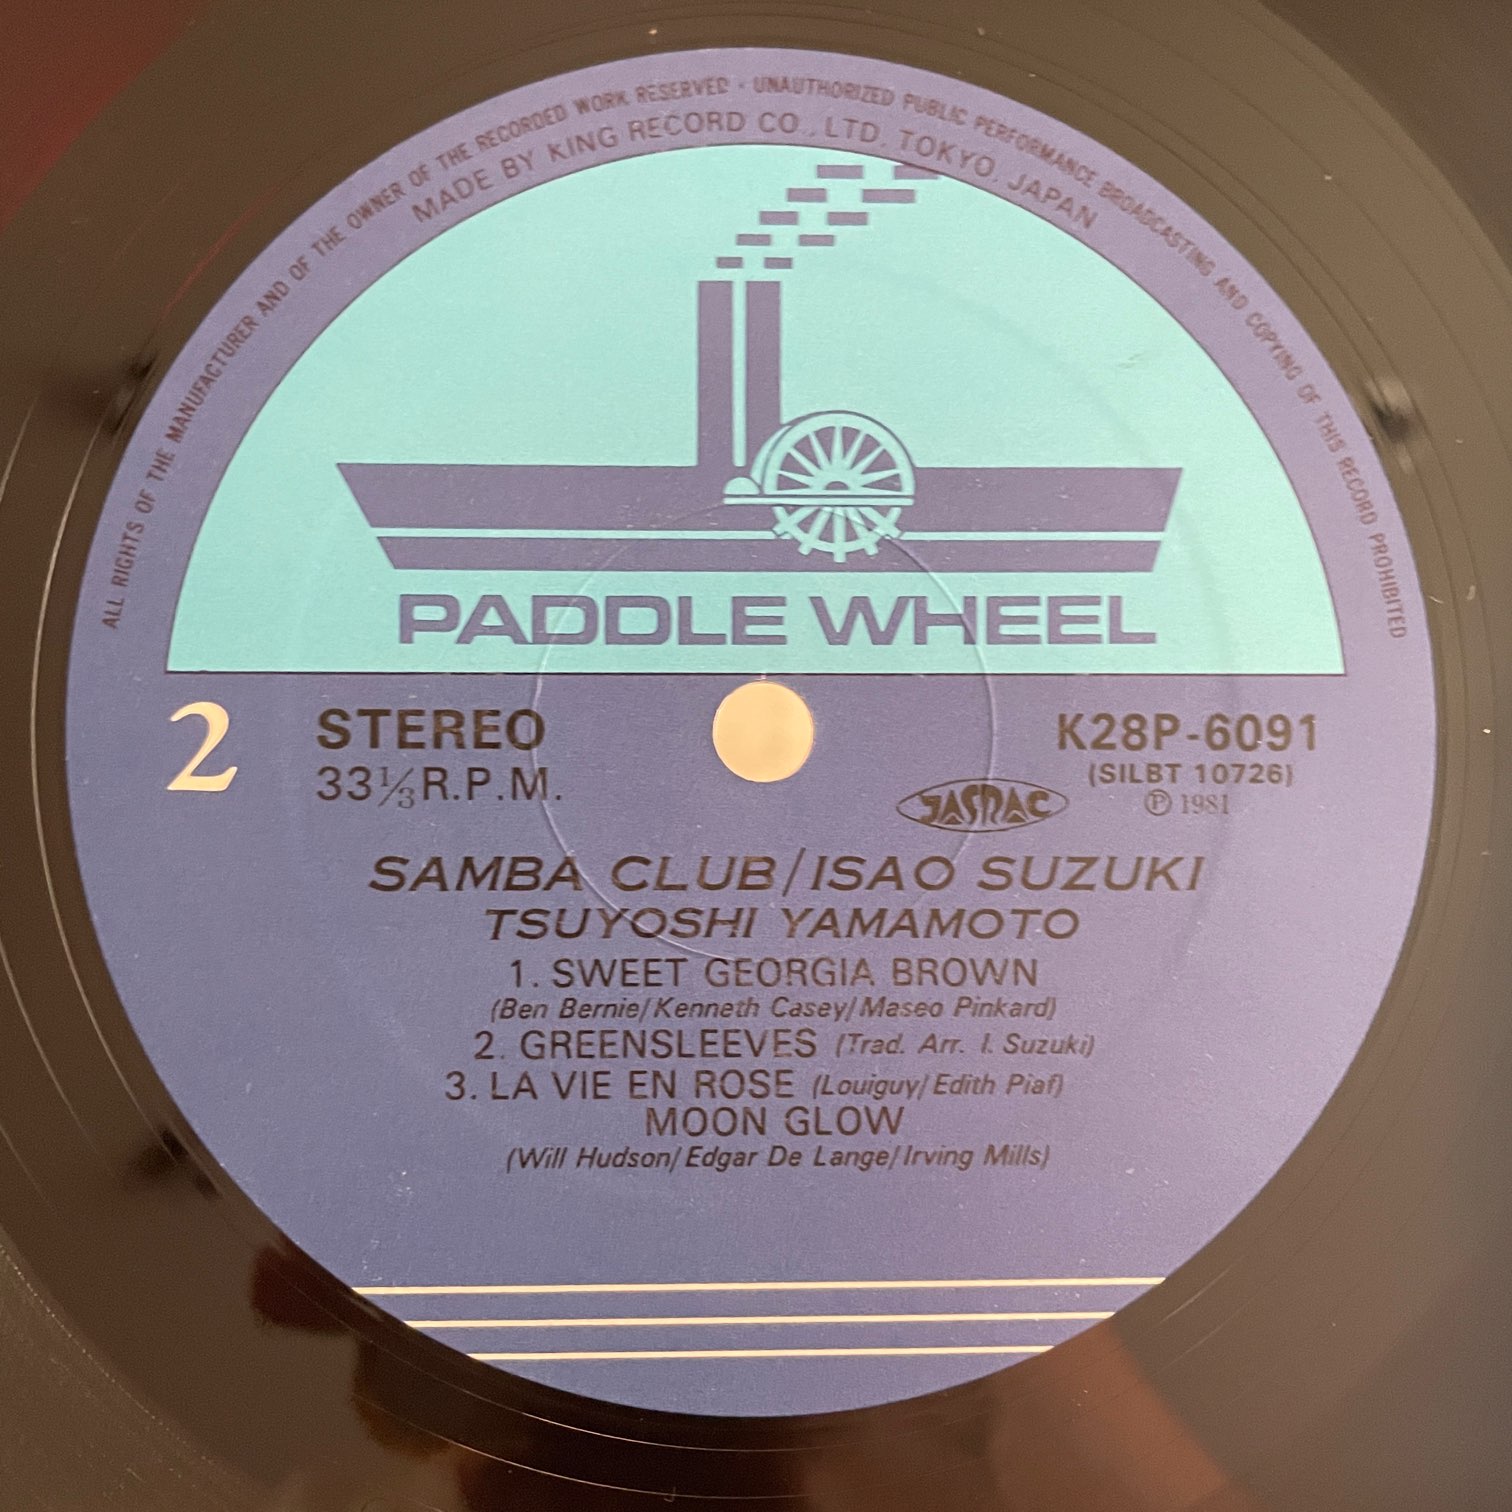 ALL RIGHTS OF THE MANUFACTURER AND OF THE OWNER OF THE RECORDED WORK RESERVED · UNAUTHORIZED PUBLIC PERFORMANCE BROADCASTING AND COPYING OF THIS RECORD PROHIBITED
MADE BY KING RECORD CO., LTD. TOKYO, JAPAN
PADDLE WHEEL
2
STEREO
33⅓ R.P.M.
K28P-6091
(SILBT 10726)
℗ 1981
JASRAC
SAMBA CLUB/ISAO SUZUKI
TSUYOSHI YAMAMOTO
1. SWEET GEORGIA BROWN
(Ben Bernie/Kenneth Casey/Maseo Pinkard)
2. GREENSLEEVES (Trad. Arr. I. Suzuki)
3. LA VIE EN ROSE (Louiguy/Edith Piaf)
MOON GLOW
(Will Hudson/Edgar De Lange/Irving Mills)